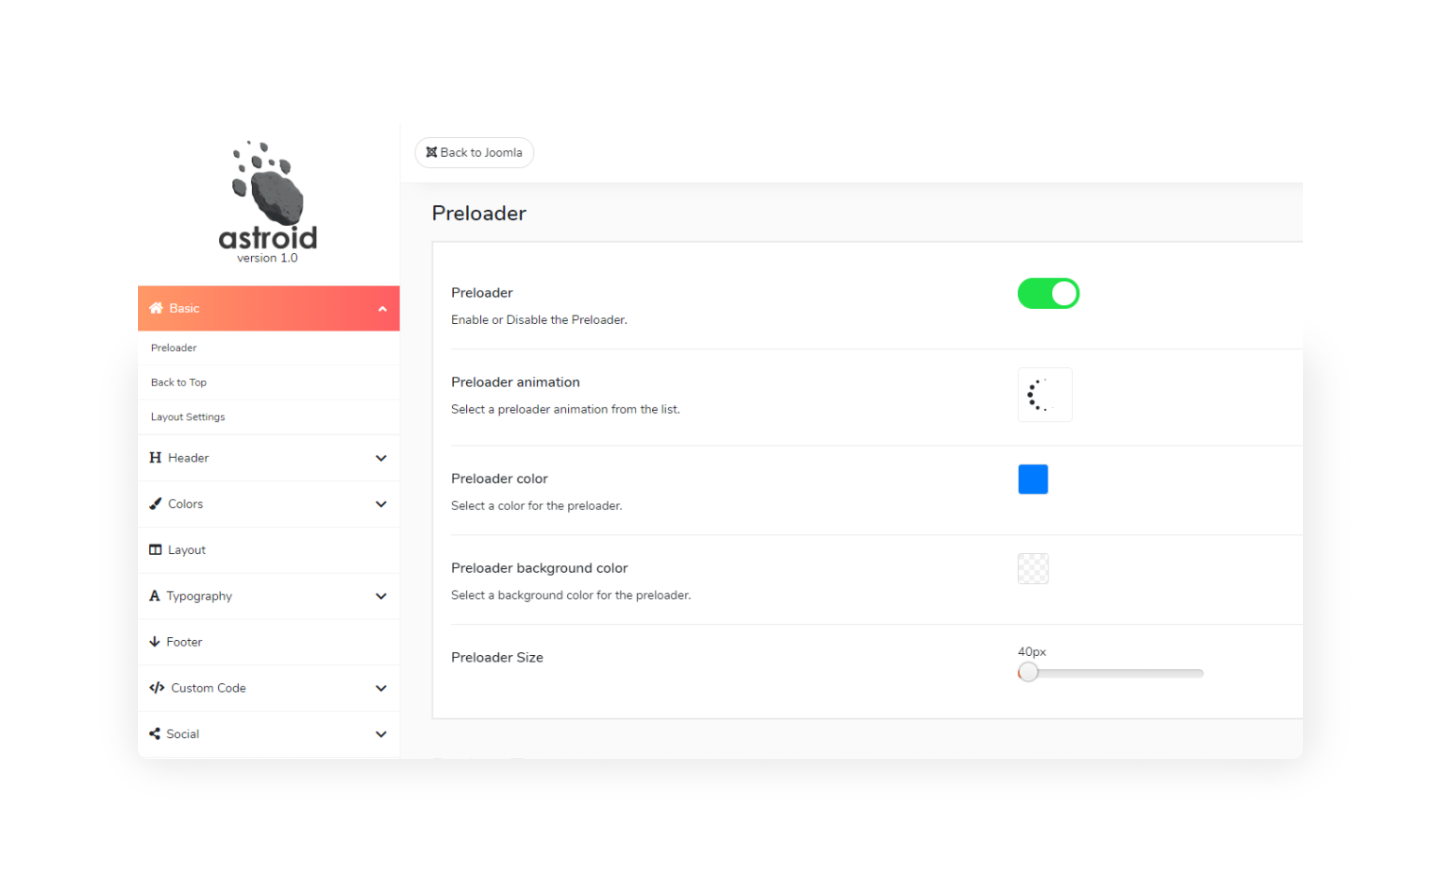 astroid
version 1.0
Basic
Preloader
Back to Top
Layout Settings
Header
Colors
Layout
Typography
Footer
Custom Code
Social
Back to Joomla
Preloader
Preloader
Enable or Disable the Preloader.
Preloader animation
Select a preloader animation from the list.
Preloader color
Select a color for the preloader.
Preloader background color
Select a background color for the preloader.
Preloader Size
40px